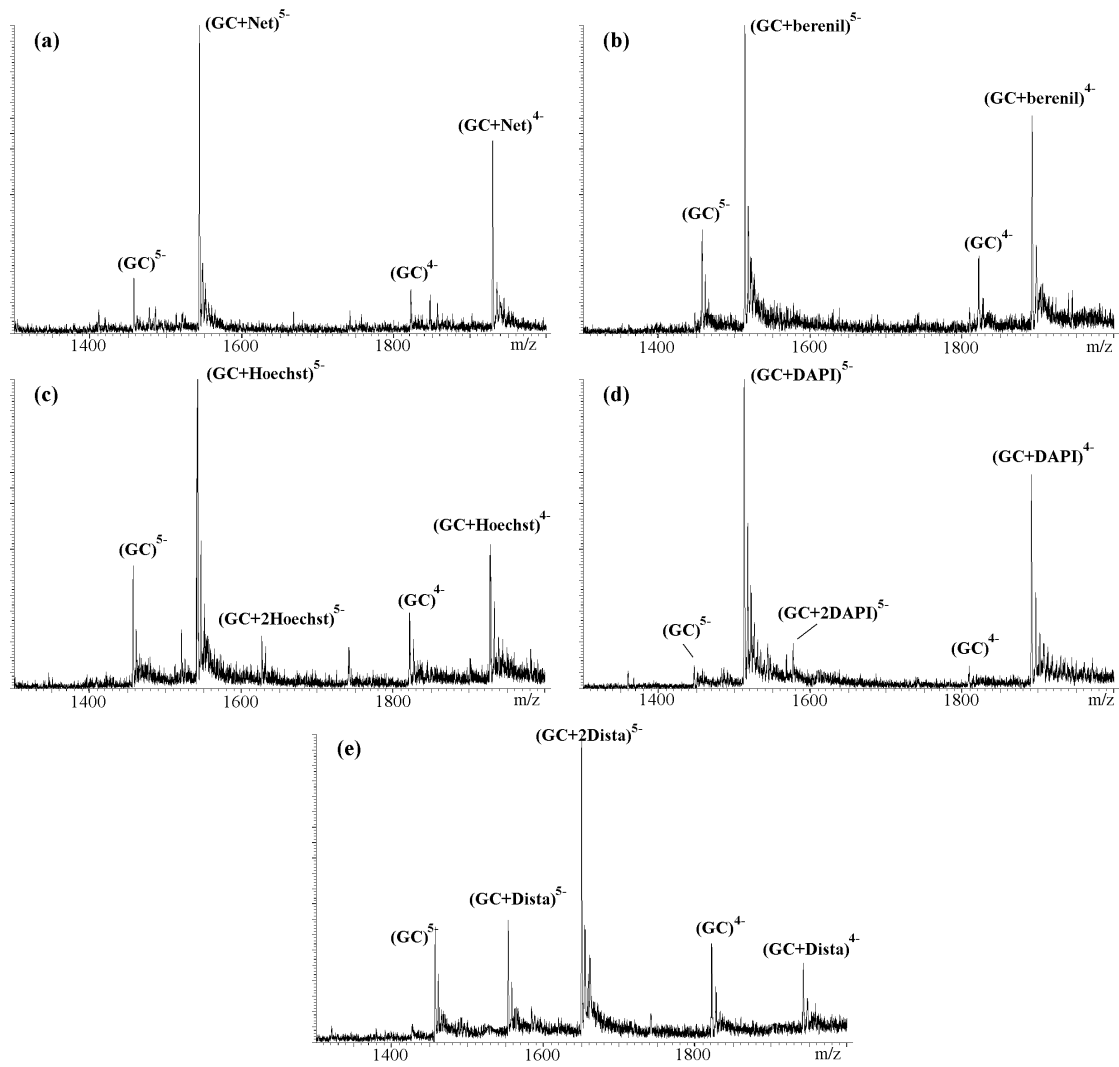 (a)
(GC+Net)5-
(GC+Net)4-
(GC)5-
(GC)4-
1400 1600 1800 m/z
(b)
(GC+berenil)5-
(GC+berenil)4-
(GC)5-
(GC)4-
1400 1600 1800 m/z
(c)
(GC+Hoechst)5-
(GC+Hoechst)4-
(GC)5-
(GC)4-
(GC+2Hoechst)5-
1400 1600 1800 m/z
(d)
(GC+DAPI)5-
(GC+DAPI)4-
(GC+2DAPI)5-
(GC)5-
(GC)4-
1400 1600 1800 m/z
(e)
(GC+2Dista)5-
(GC+Dista)5-
(GC)5-
(GC)4-
(GC+Dista)4-
1400 1600 1800 m/z